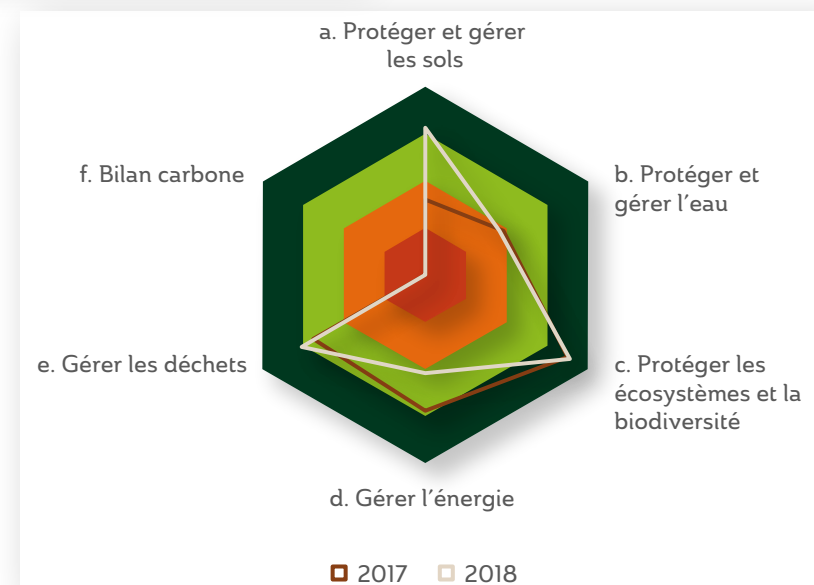 a. Protéger et gérer
les sols
b. Protéger et
gérer l'eau
c. Protéger les
écosystèmes et la
biodiversité
d. Gérer l'énergie
e. Gérer les déchets
f. Bilan carbone
2017
2018